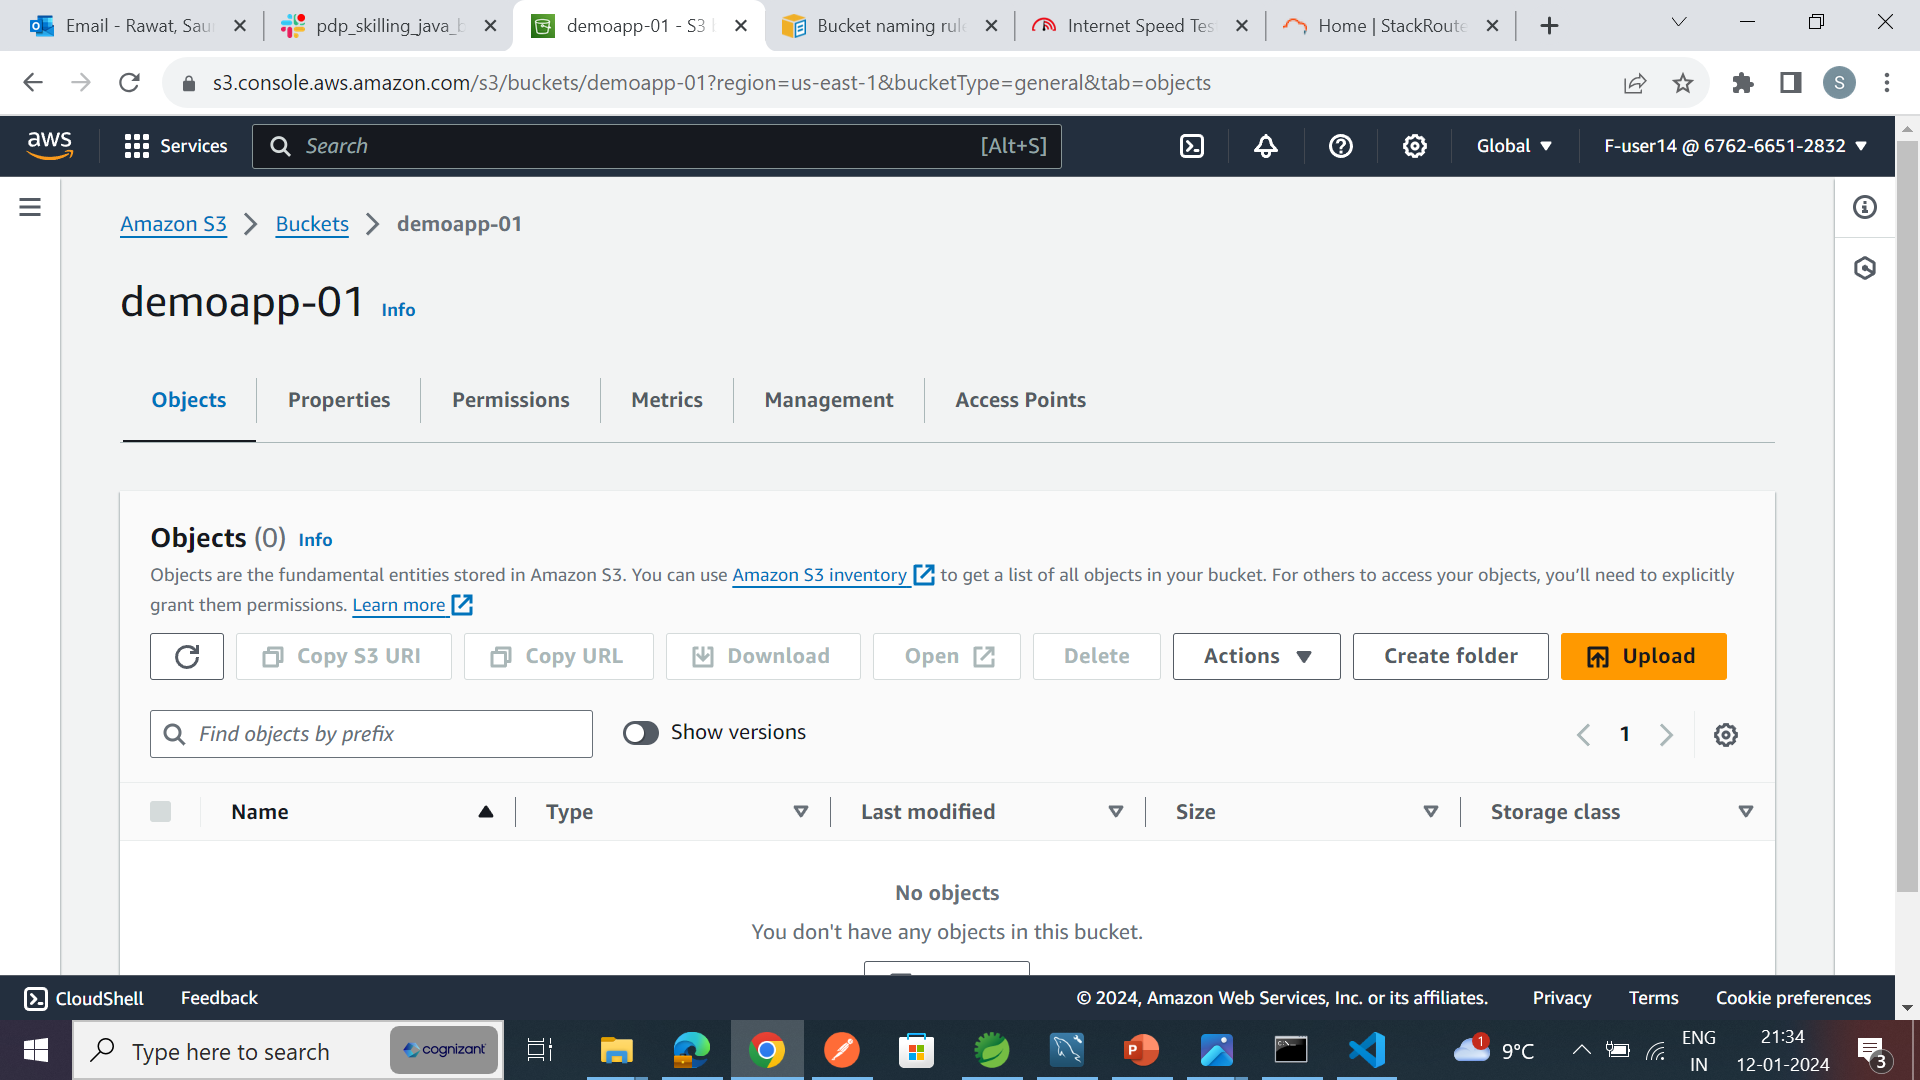 Email - Rawat, Sau
pdp_skilling_java_b
demoapp-01 - S3 b
Bucket naming rule
Internet Speed Tes
Home | StackRoute
s3.console.aws.amazon.com/s3/buckets/demoapp-01?region=us-east-1&bucketType=general&tab=objects
S
aws
Services
Search
[Alt+S]
Global
F-user14 @ 6762-6651-2832
Amazon S3
Buckets
demoapp-01
demoapp-01 Info
Objects
Properties
Permissions
Metrics
Management
Access Points
Objects (0) Info
Objects are the fundamental entities stored in Amazon S3. You can use Amazon S3 inventory to get a list of all objects in your bucket. For others to access your objects, you’ll need to explicitly
grant them permissions. Learn more
Copy S3 URI
Copy URL
Download
Open
Delete
Actions
Create folder
Upload
Find objects by prefix
Show versions
1
Name
Type
Last modified
Size
Storage class
No objects
You don't have any objects in this bucket.
CloudShell
Feedback
© 2024, Amazon Web Services, Inc. or its affiliates.
Privacy
Terms
Cookie preferences
Type here to search
cognizant
1
9°C
ENG
IN
21:34
12-01-2024
3